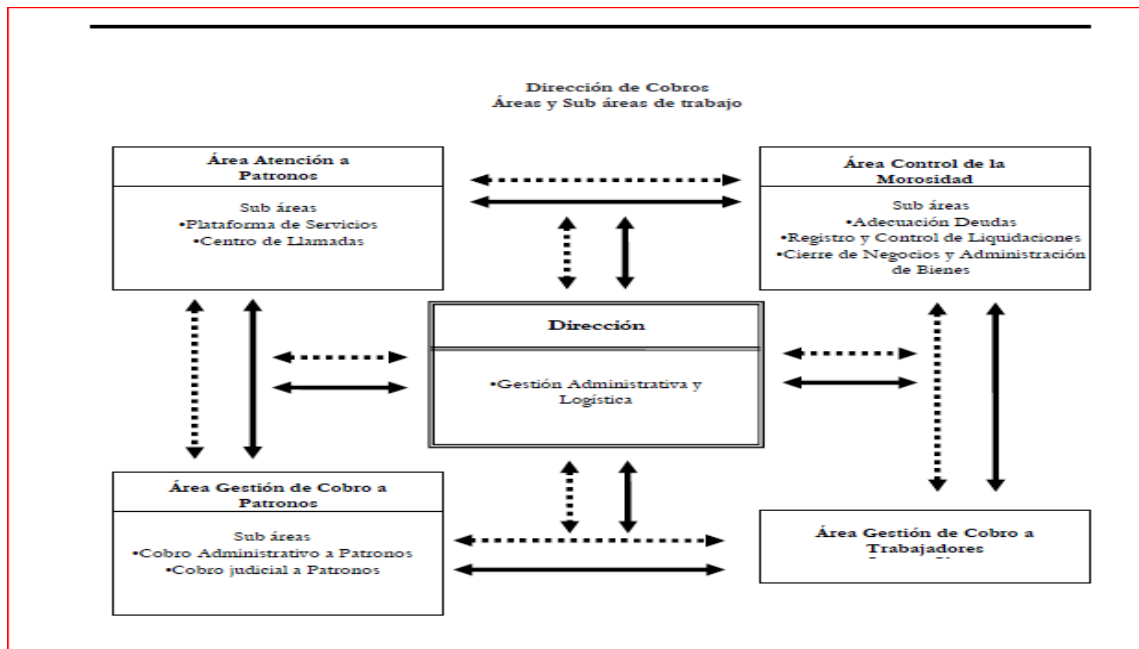 Dirección de Cobros
Áreas y Sub áreas de trabajo
Área Atención a
Patronos
Sub áreas
•Plataforma de Servicios
•Centro de Llamadas
Área Control de la
Morosidad
Sub áreas
•Adecuación Deudas
•Registro y Control de Liquidaciones
•Cierre de Negocios y Administración
de Bienes
Dirección
•Gestión Administrativa y
Logística
Área Gestión de Cobro a
Patronos
Sub áreas
•Cobro Administrativo a Patronos
•Cobro judicial a Patronos
Área Gestión de Cobro a
Trabajadores